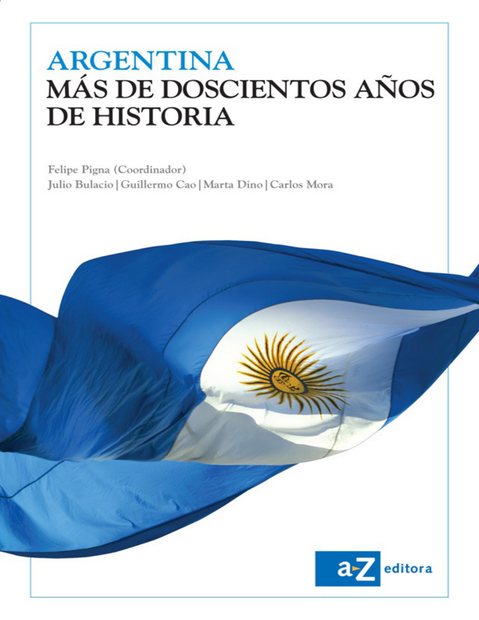 ARGENTINA
MÁS DE DOSCIENTOS AÑOS
DE HISTORIA
Felipe Pigna (Coordinador)
Julio Bulacio|Guillermo Cao|Marta Dino|Carlos Mora
a-Z editora